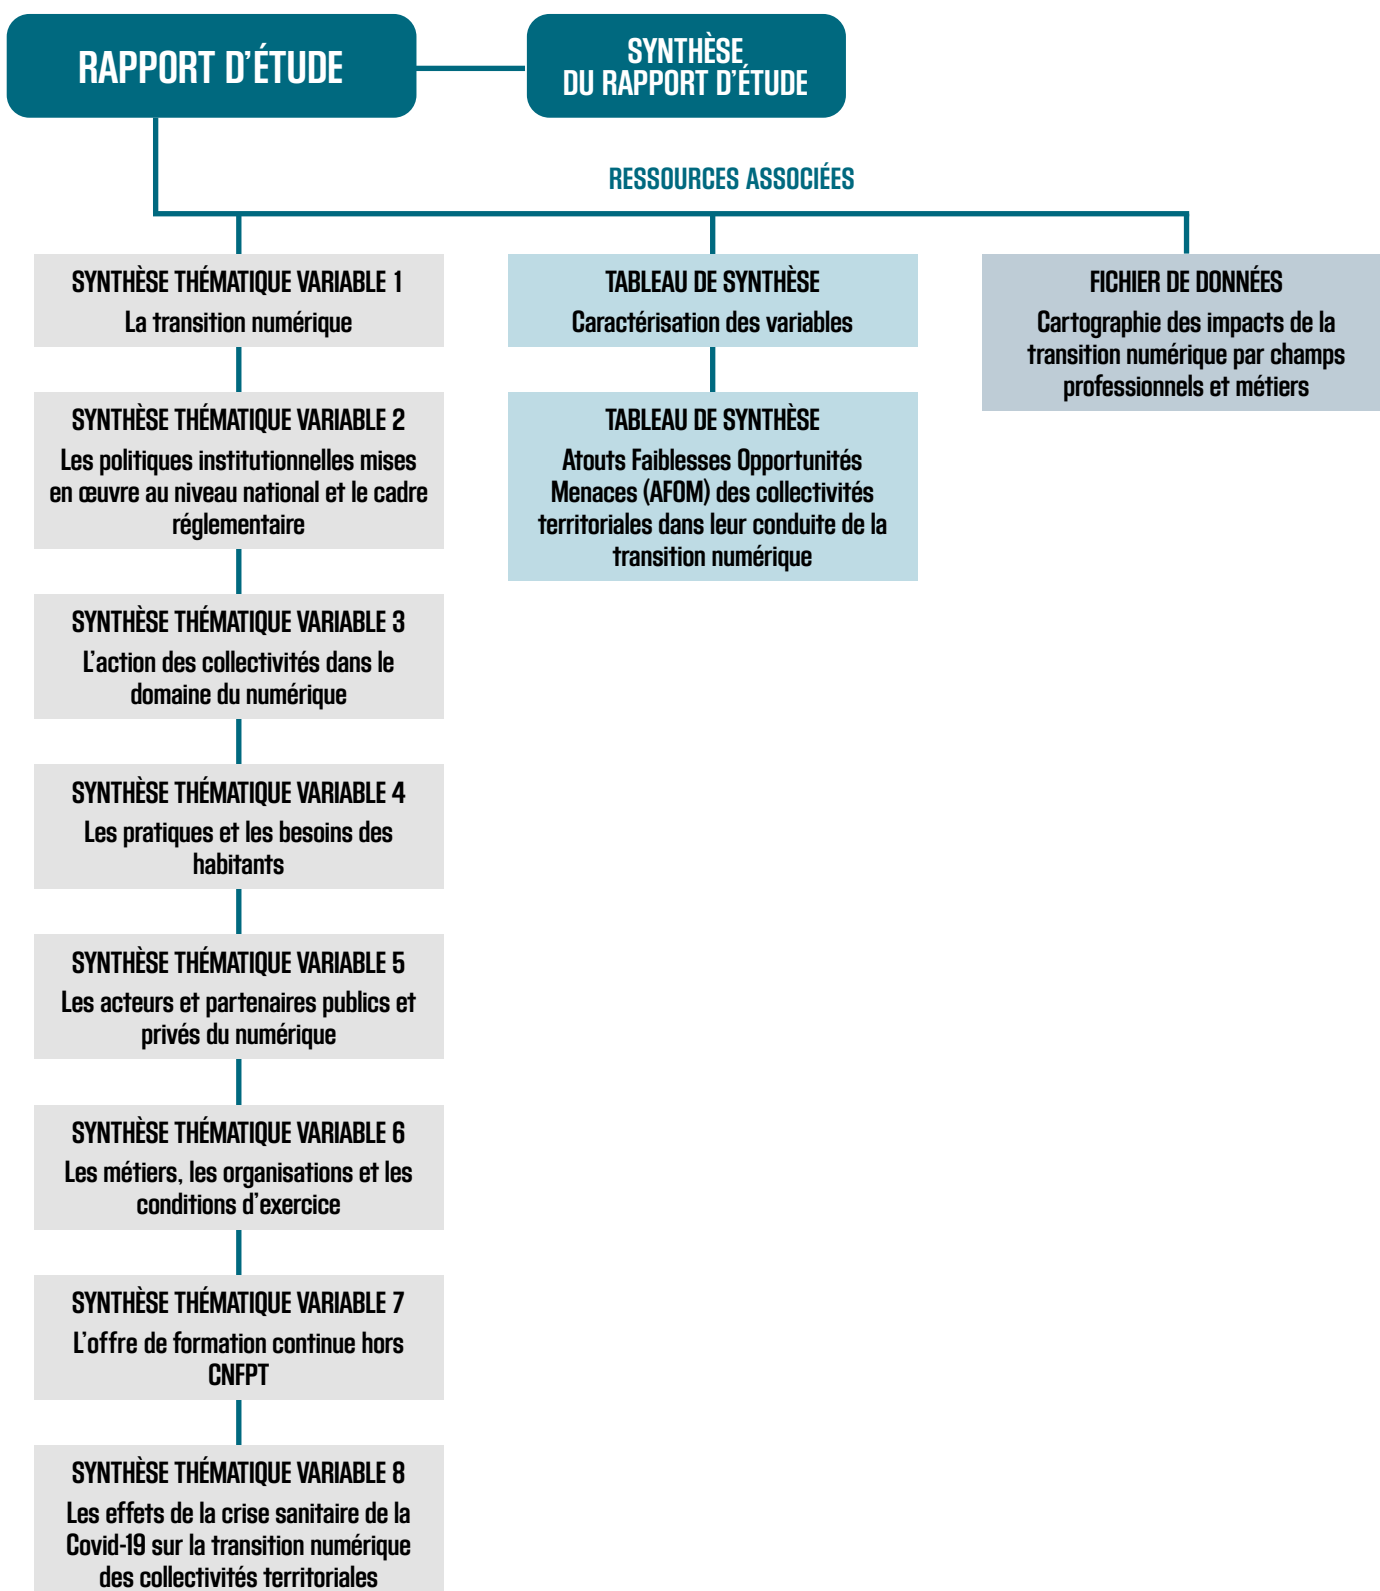 RAPPORT D'ÉTUDE
SYNTHÈSE
DU RAPPORT D'ÉTUDE
RESSOURCES ASSOCIÉES
SYNTHÈSE THÉMATIQUE VARIABLE 1
La transition numérique
SYNTHÈSE THÉMATIQUE VARIABLE 2
Les politiques institutionnelles mises
en œuvre au niveau national et le cadre
réglementaire
SYNTHÈSE THÉMATIQUE VARIABLE 3
L'action des collectivités dans le
domaine du numérique
SYNTHÈSE THÉMATIQUE VARIABLE 4
Les pratiques et les besoins des
habitants
SYNTHÈSE THÉMATIQUE VARIABLE 5
Les acteurs et partenaires publics et
privés du numérique
SYNTHÈSE THÉMATIQUE VARIABLE 6
Les métiers, les organisations et les
conditions d'exercice
SYNTHÈSE THÉMATIQUE VARIABLE 7
L'offre de formation continue hors
CNFPT
SYNTHÈSE THÉMATIQUE VARIABLE 8
Les effets de la crise sanitaire de la
Covid-19 sur la transition numérique
des collectivités territoriales
TABLEAU DE SYNTHÈSE
Caractérisation des variables
TABLEAU DE SYNTHÈSE
Atouts Faiblesses Opportunités
Menaces (AFOM) des collectivités
territoriales dans leur conduite de la
transition numérique
FICHIER DE DONNÉES
Cartographie des impacts de la
transition numérique par champs
professionnels et métiers